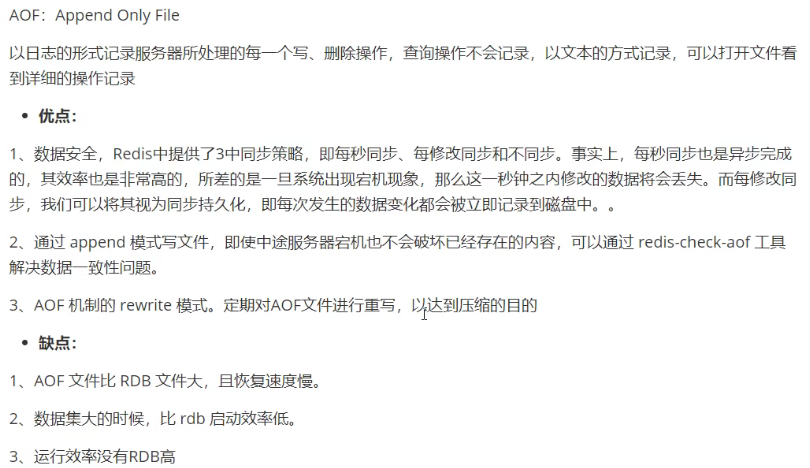 AOF：Append Only File
以日志的形式记录服务器所处理的每一个写、删除操作，查询操作不会记录，以文本的方式记录，可以打开文件看
到详细的操作记录
• 优点：
1、数据安全，Redis中提供了3中同步策略，即每秒同步、每修改同步和不同步。事实上，每秒同步也是异步完成
的，其效率也是非常高的，所差的是一旦系统出现宕机现象，那么这一秒钟之内修改的数据将会丢失。而每修改同
步，我们可以将其视为同步持久化，即每次发生的数据变化都会被立即记录到磁盘中。。
2、通过 append 模式写文件，即使中途服务器宕机也不会破坏已经存在的内容，可以通过 redis-check-aof 工具
解决数据一致性问题。
3、AOF 机制的 rewrite 模式。定期对AOF文件进行重写，以达到压缩的目的
• 缺点：
1、AOF 文件比 RDB 文件大，且恢复速度慢。
2、数据集大的时候，比 rdb 启动效率低。
3、运行效率没有RDB高